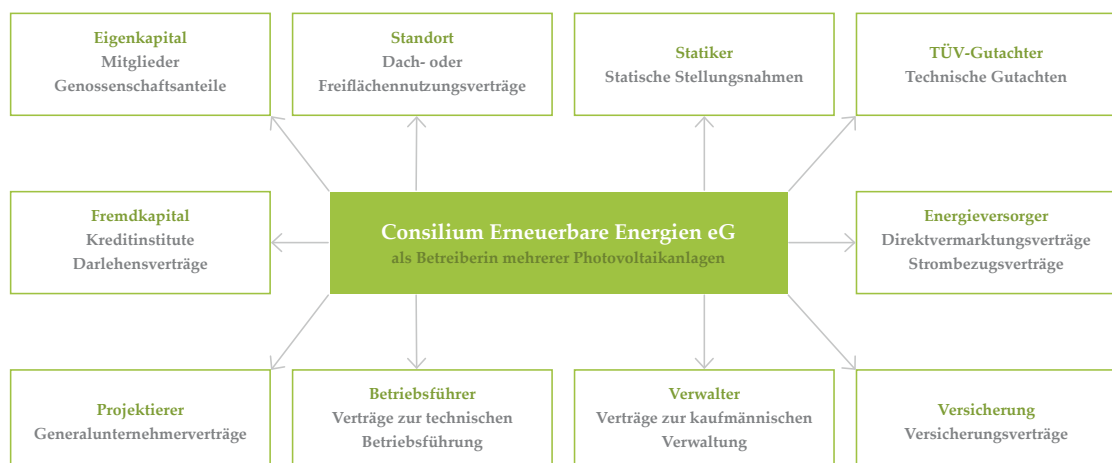 Eigenkapital
Mitglieder
Genossenschaftsanteile
Standort
Dach- oder
Freiflächennutzungsverträge
Statiker
Statische Stellungsnahmen
TÜV-Gutachter
Technische Gutachten
Fremdkapital
Kreditinstitute
Darlehensverträge
Consilium Erneuerbare Energien eG
als Betreiberin mehrerer Photovoltaikanlagen
Energieversorger
Direktvermarktungsverträge
Strombezugsverträge
Projektierer
Generalunternehmerverträge
Betriebsführer
Verträge zur technischen
Betriebsführung
Verwalter
Verträge zur kaufmännischen
Verwaltung
Versicherung
Versicherungsverträge